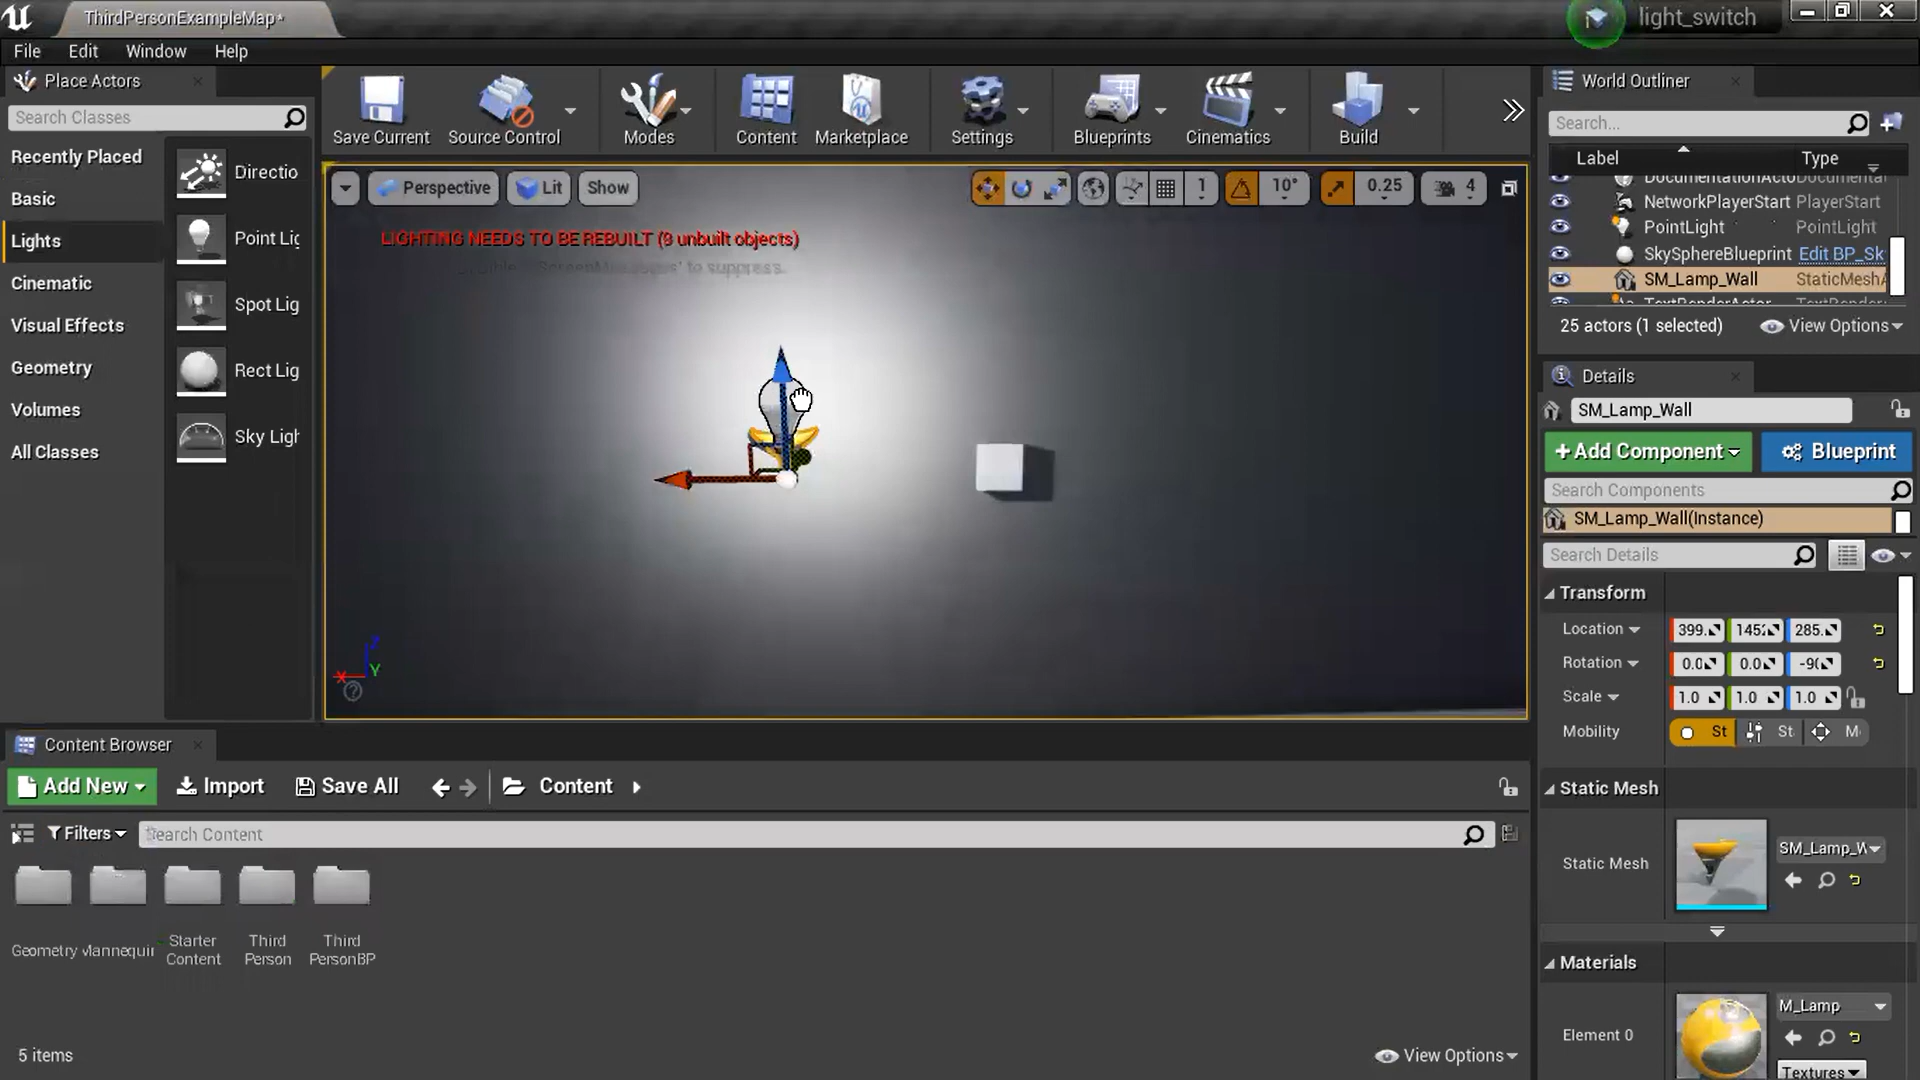 ThirdPersonExampleMap*
light_switch
File Edit Window Help
Place Actors
Search Classes
Recently Placed
Basic
Lights
Cinematic
Visual Effects
Geometry
Volumes
All Classes
Directio
Point Lig
Spot Lig
Rect Lig
Sky Ligh
Save Current
Source Control
Modes
Content
Marketplace
Settings
Blueprints
Cinematics
Build
Perspective
Lit
Show
1
10°
0.25
4
LIGHTING NEEDS TO BE REBUILT (9 unbuilt objects)
to suppress.
X
Y
Z
World Outliner
Search...
Label Type
NetworkPlayerStart PlayerStart
PointLight PointLight
SkySphereBlueprint Edit BP_Sk
SM_Lamp_Wall StaticMeshA
25 actors (1 selected) View Options
Details
SM_Lamp_Wall
+Add Component
Blueprint
Search Components
SM_Lamp_Wall(Instance)
Search Details
Transform
Location 399. 145 285.
Rotation 0.0 0.0 -90
Scale 1.0 1.0 1.0
Mobility St St M
Static Mesh
Static Mesh
SM_Lamp_W
Materials
Element 0
M_Lamp
Textures
Content Browser
Add New Import Save All Content
Filters
Search Content
Geometry
Mannequin
Starter Content
Third Person
Third PersonBP
5 items
View Options